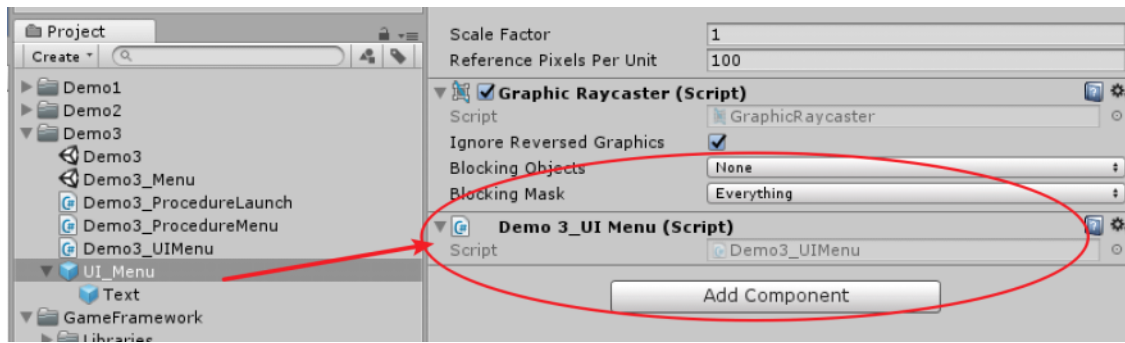 Project
Create
Demo1
Demo2
Demo3
Demo3
Demo3_Menu
Demo3_ProcedureLaunch
Demo3_ProcedureMenu
Demo3_UIMenu
UI_Menu
Text
GameFramework
Libraries
Scale Factor 1
Reference Pixels Per Unit 100
Graphic Raycaster (Script)
Script GraphicRaycaster
Ignore Reversed Graphics
Blocking Objects None
Blocking Mask Everything
Demo 3_UI Menu (Script)
Script Demo3_UIMenu
Add Component